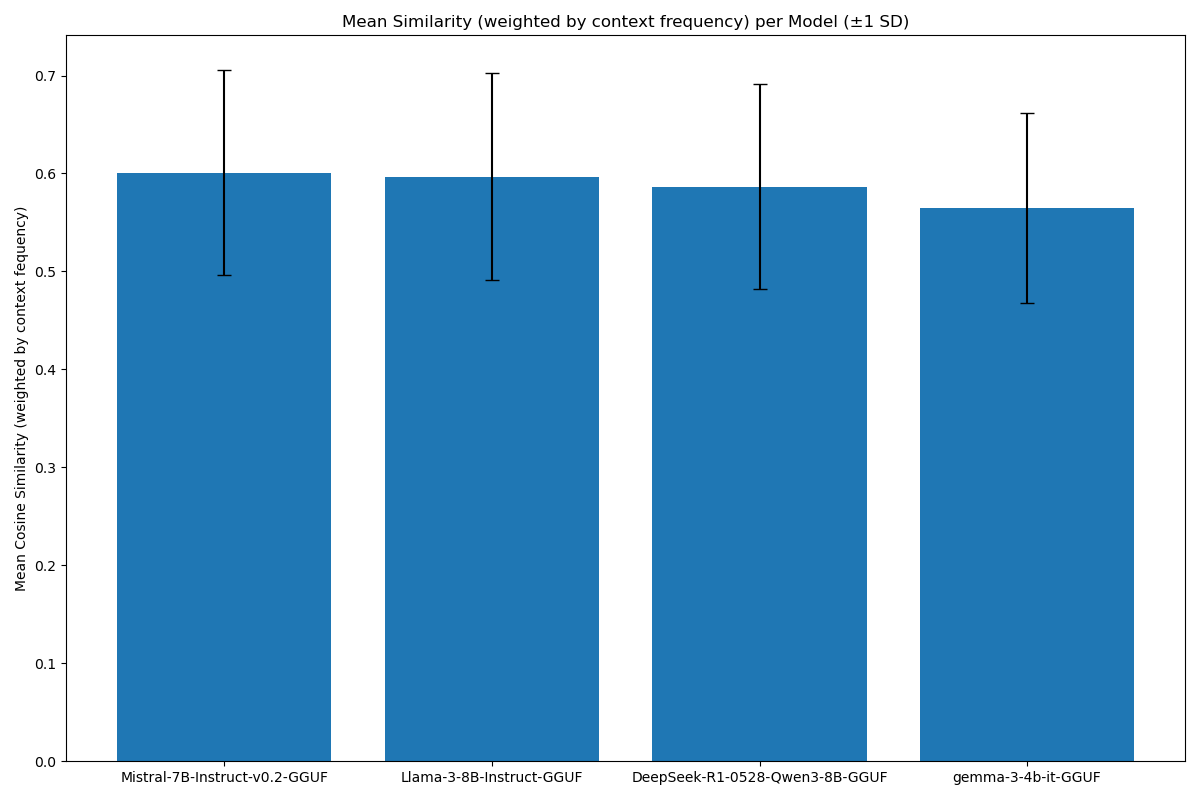 Mean Similarity (weighted by context frequency) per Model (±1 SD)
Mean Cosine Similarity (weighted by context fequency)
0.7
0.6
0.5
0.4
0.3
0.2
0.1
0.0
Mistral-7B-Instruct-v0.2-GGUF
Llama-3-8B-Instruct-GGUF
DeepSeek-R1-0528-Qwen3-8B-GGUF
gemma-3-4b-it-GGUF